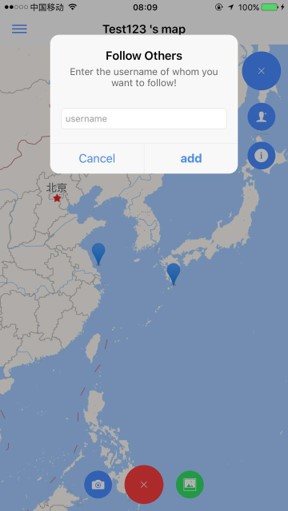 中国移动 08:09 100%
Test123 's map
Follow Others
Enter the username of whom you
want to follow!
username
Cancel add
北京